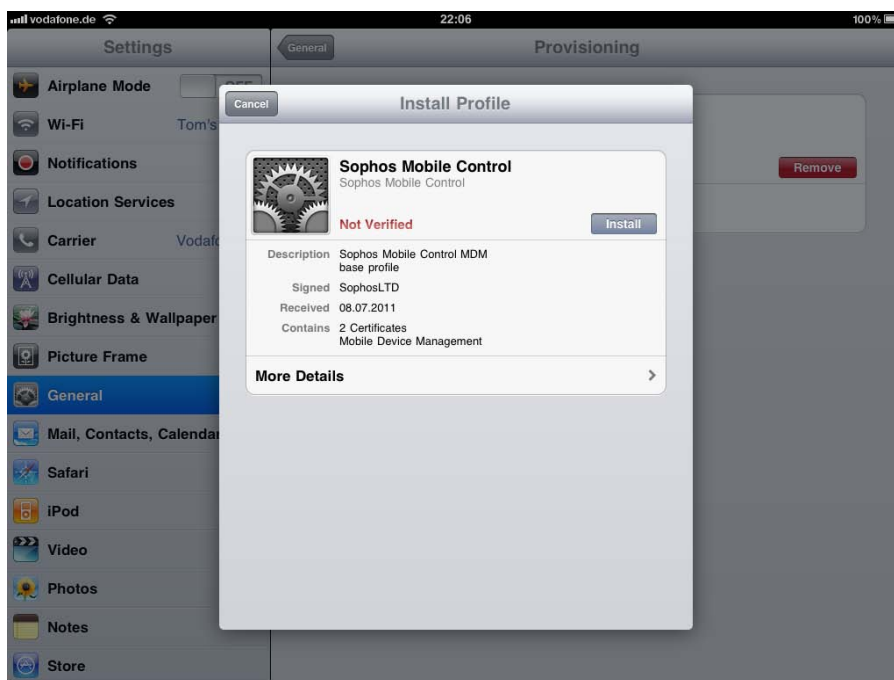 vodafone.de
22:06
100%
Settings
General
Provisioning
Airplane Mode
Cancel
Install Profile
Wi-Fi
Tom's
Sophos Mobile Control
Sophos Mobile Control
Notifications
Remove
Location Services
Not Verified
Install
Carrier
Description
Sophos Mobile Control MDM
base profile
Cellular Data
Signed
SophosLTD
Received
08.07.2011
Brightness & Wallpaper
Contains
2 Certificates
Mobile Device Management
Picture Frame
More Details
General
Mail, Contacts,
Safari
iPod
Video
Photos
Notes
Store